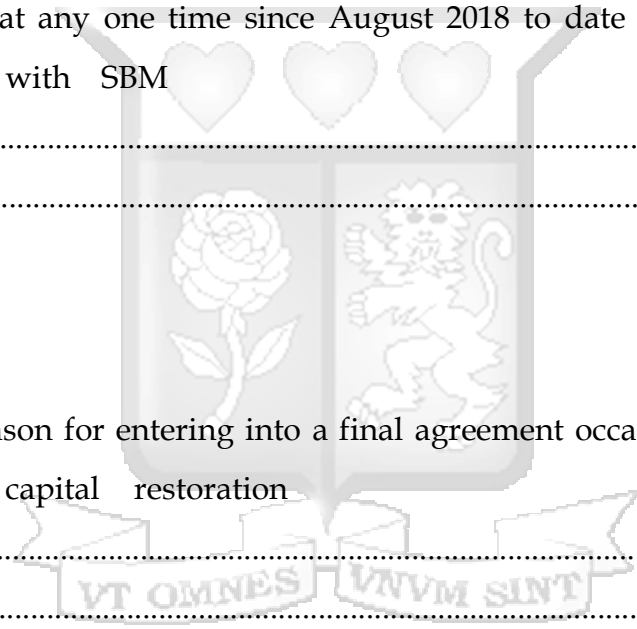 at any one time since August 2018 to date
with SBM
................................................................................
................................................................................
son for entering into a final agreement occa
capital restoration
................................................................................
VT OMNES VNVM SINT
................................................................................